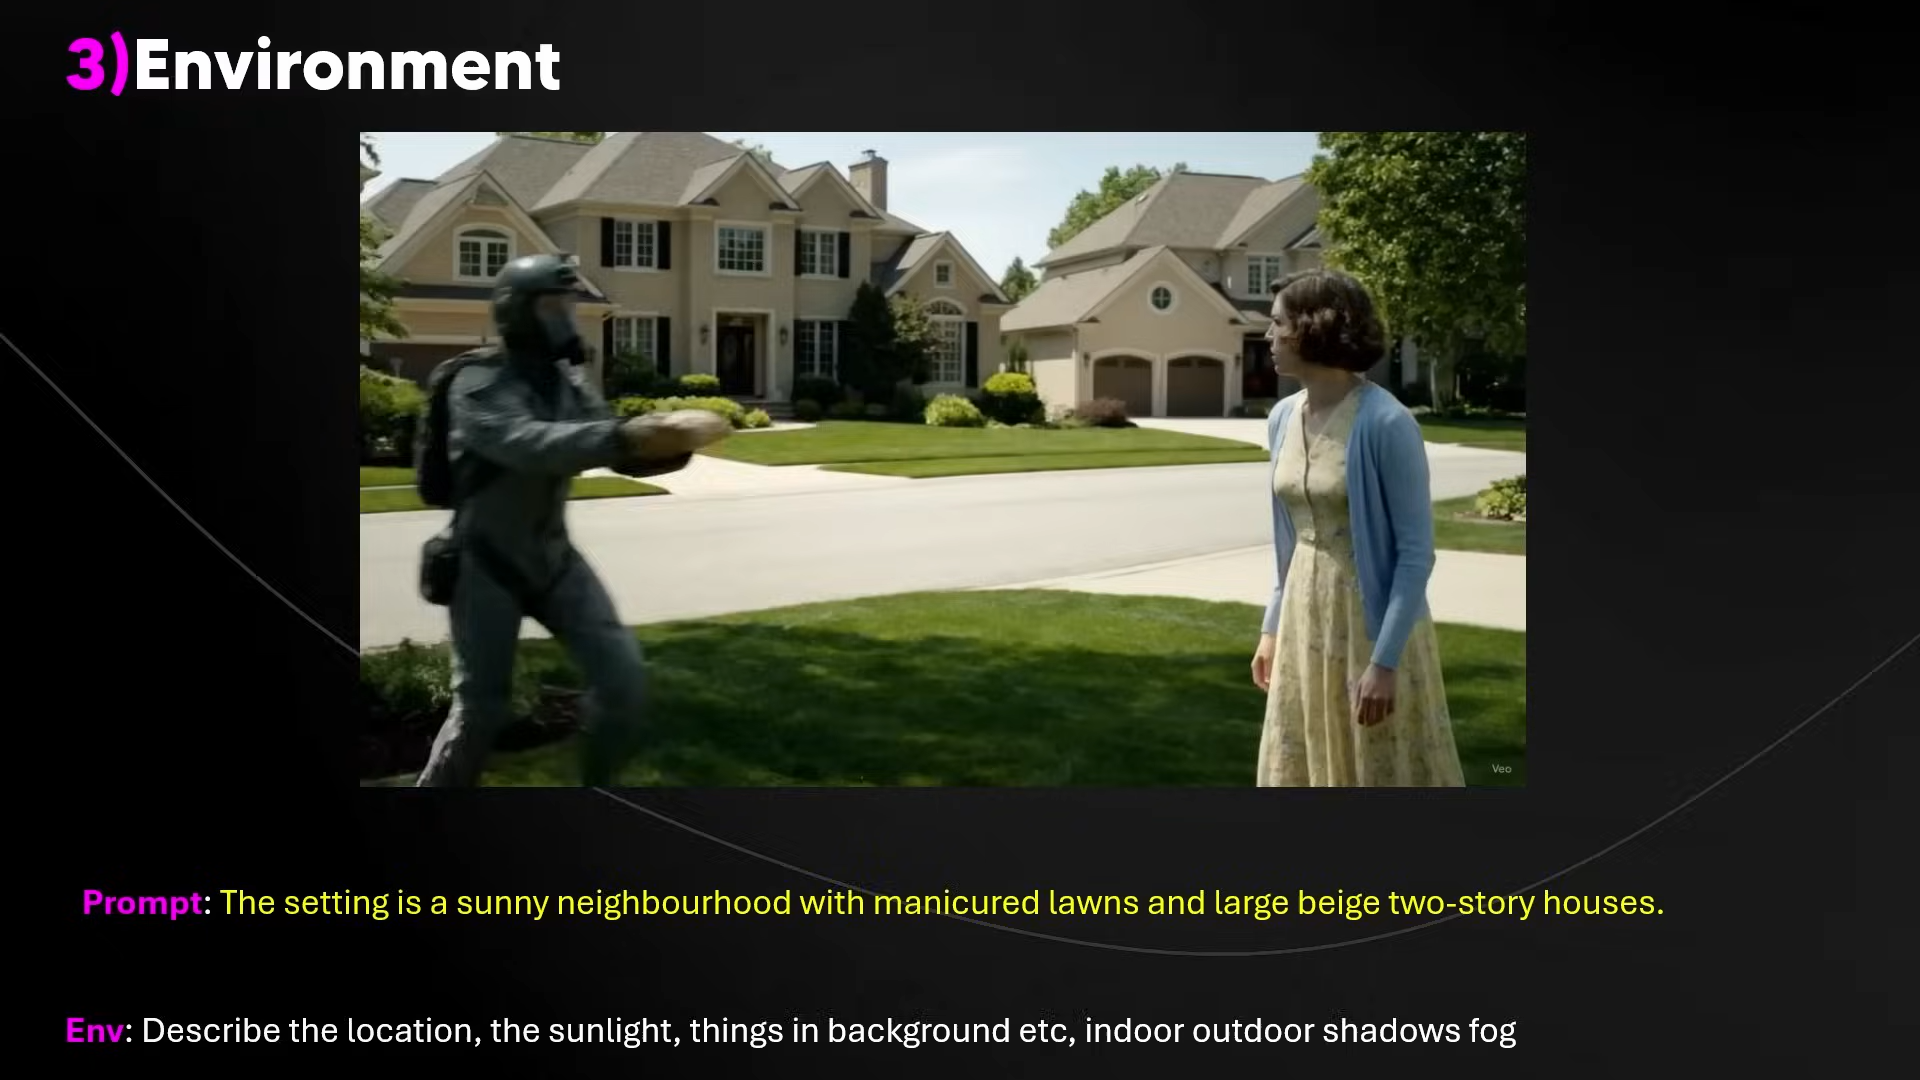 3)Environment
Veo
Prompt: The setting is a sunny neighbourhood with manicured lawns and large beige two-story houses.
Env: Describe the location, the sunlight, things in background etc, indoor outdoor shadows fog